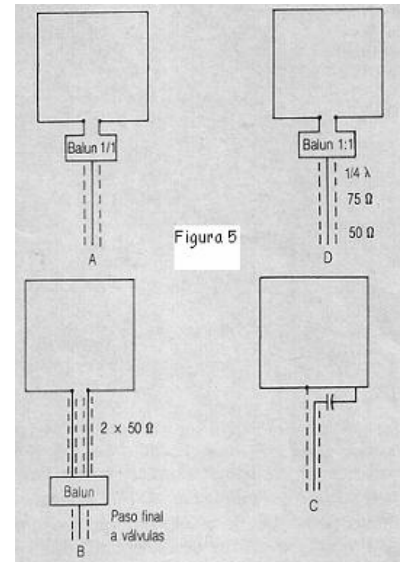 Balun 1/1
A
Balun 1:1
1/4 λ
75 Ω
50 Ω
D
Figura 5
2 × 50 Ω
Balun
Paso final
a válvulas
B
C